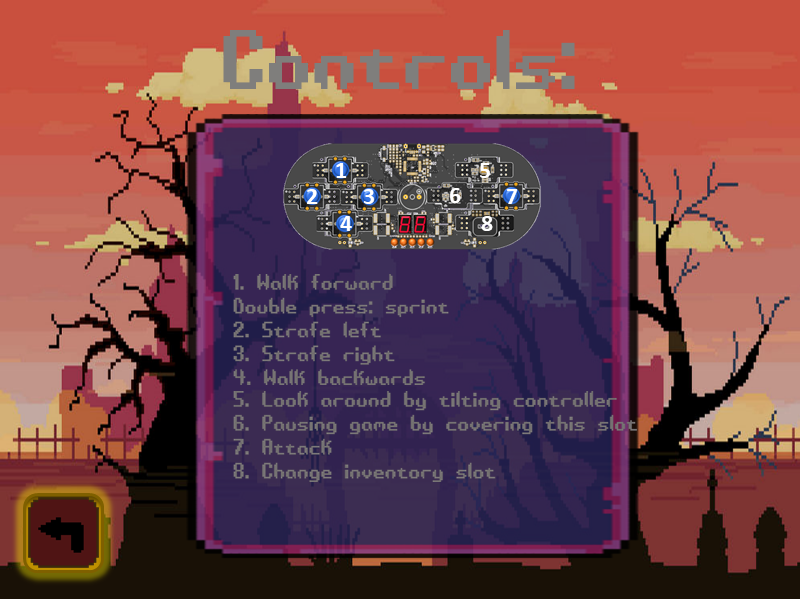 Controls:
1
5
2
3
6
7
4
88
8
1. Walk forward
Double press: sprint
2. Strafe left
3. Strafe right
4. Walk backwards
5. Look around by tilting controller
6. Pausing game by covering this slot
7. Attack
8. Change inventory slot